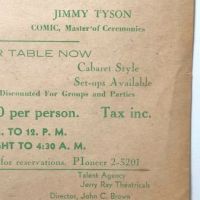 JIMMY TYSON
COMIC, Master of Ceremonies
TABLE NOW
Cabaret Style
Set-ups Available
Discounted For Groups and Parties
0 per person. Tax inc.
. TO 12. P. M.
HT TO 4:30 A. M.
for reservations. PIoneer 2-5201
Talent Agency
Jerry Ray Theatricals
Director, John C. Brown